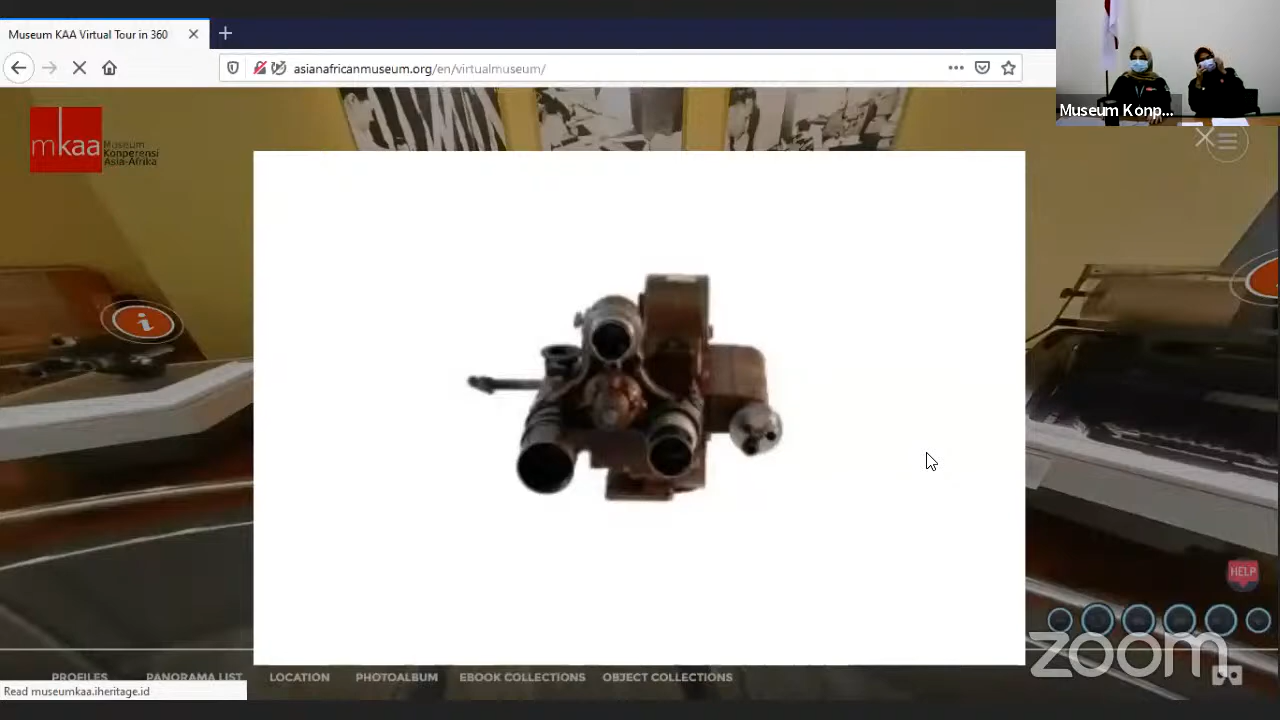 Museum KAA Virtual Tour in 360
asianafricanmuseum.org/en/virtualmuseum/
Museum Konp...
mkaa Museum
Konperensi
Asia-Afrika
i
HELP
zoom
PROFILES PANORAMA LIST LOCATION PHOTOALBUM EBOOK COLLECTIONS OBJECT COLLECTIONS
Read museumkaa.iheritage.id